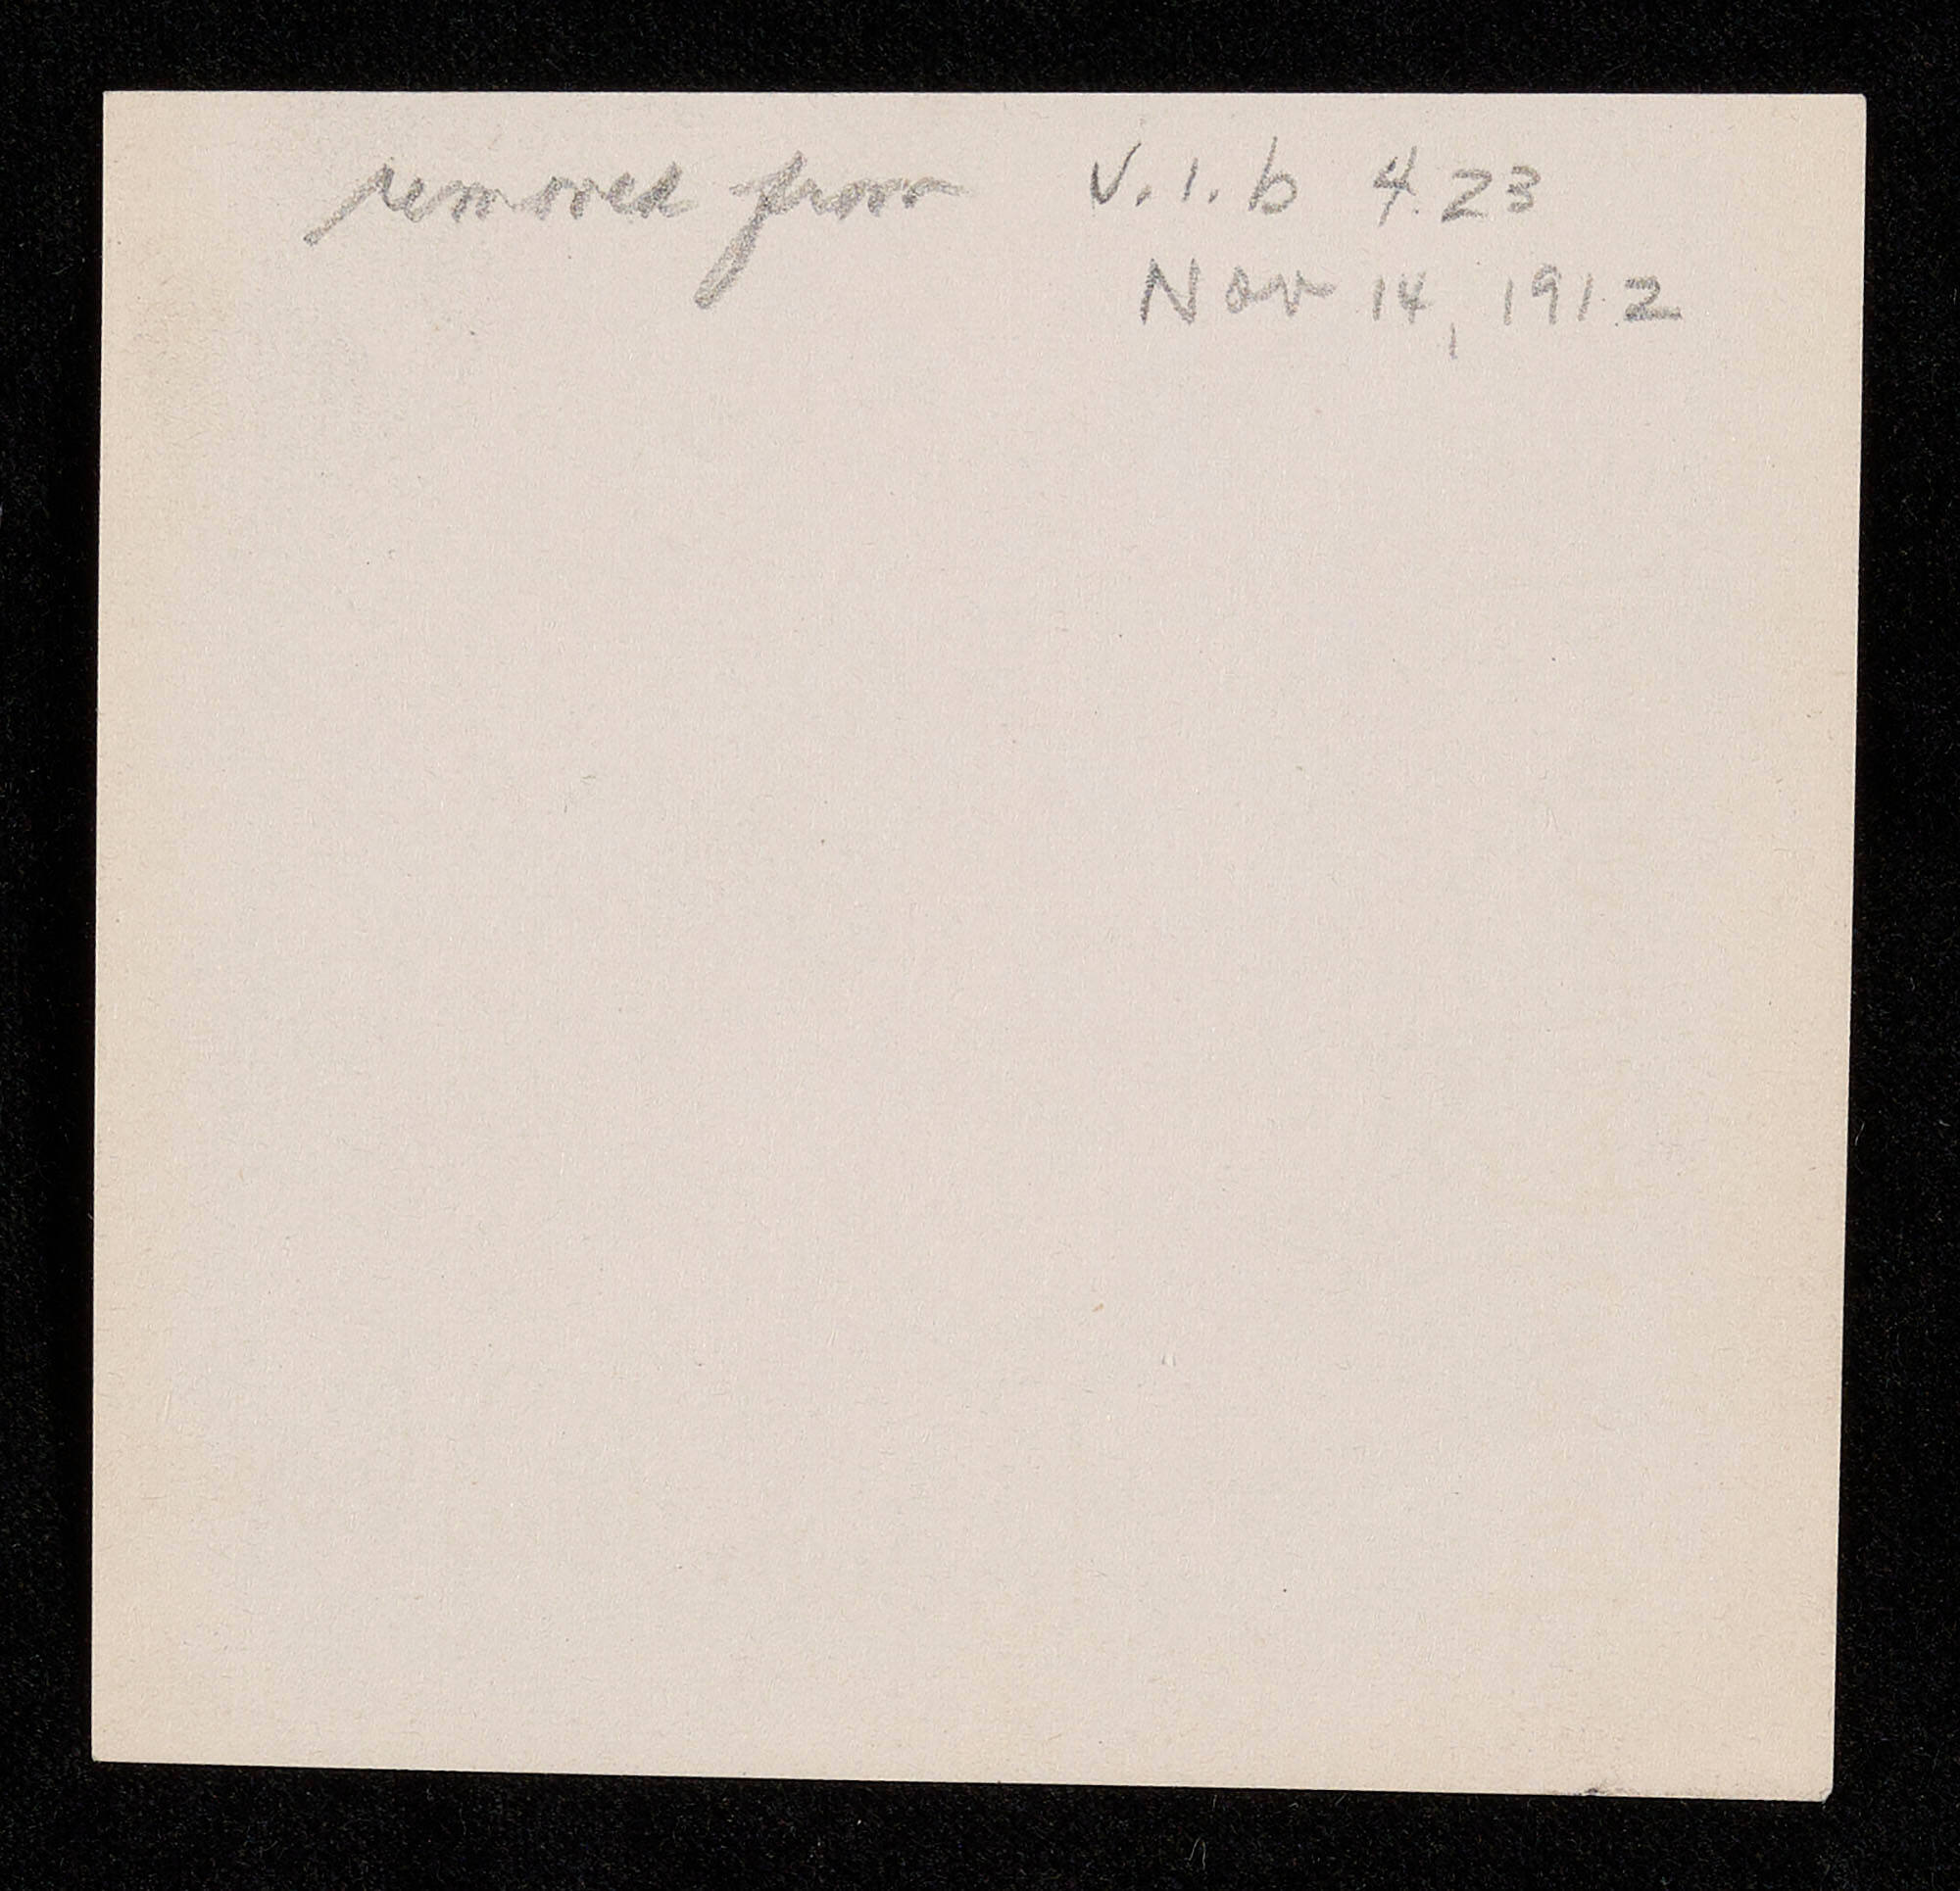 removed from V.1.b 4.23
Nov 14, 1912